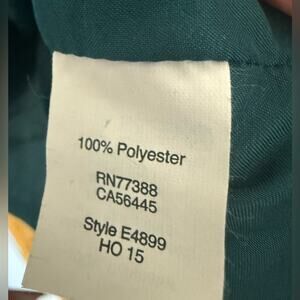 100% Polyester
RN77388
CA56445
Style E4899
HO 15